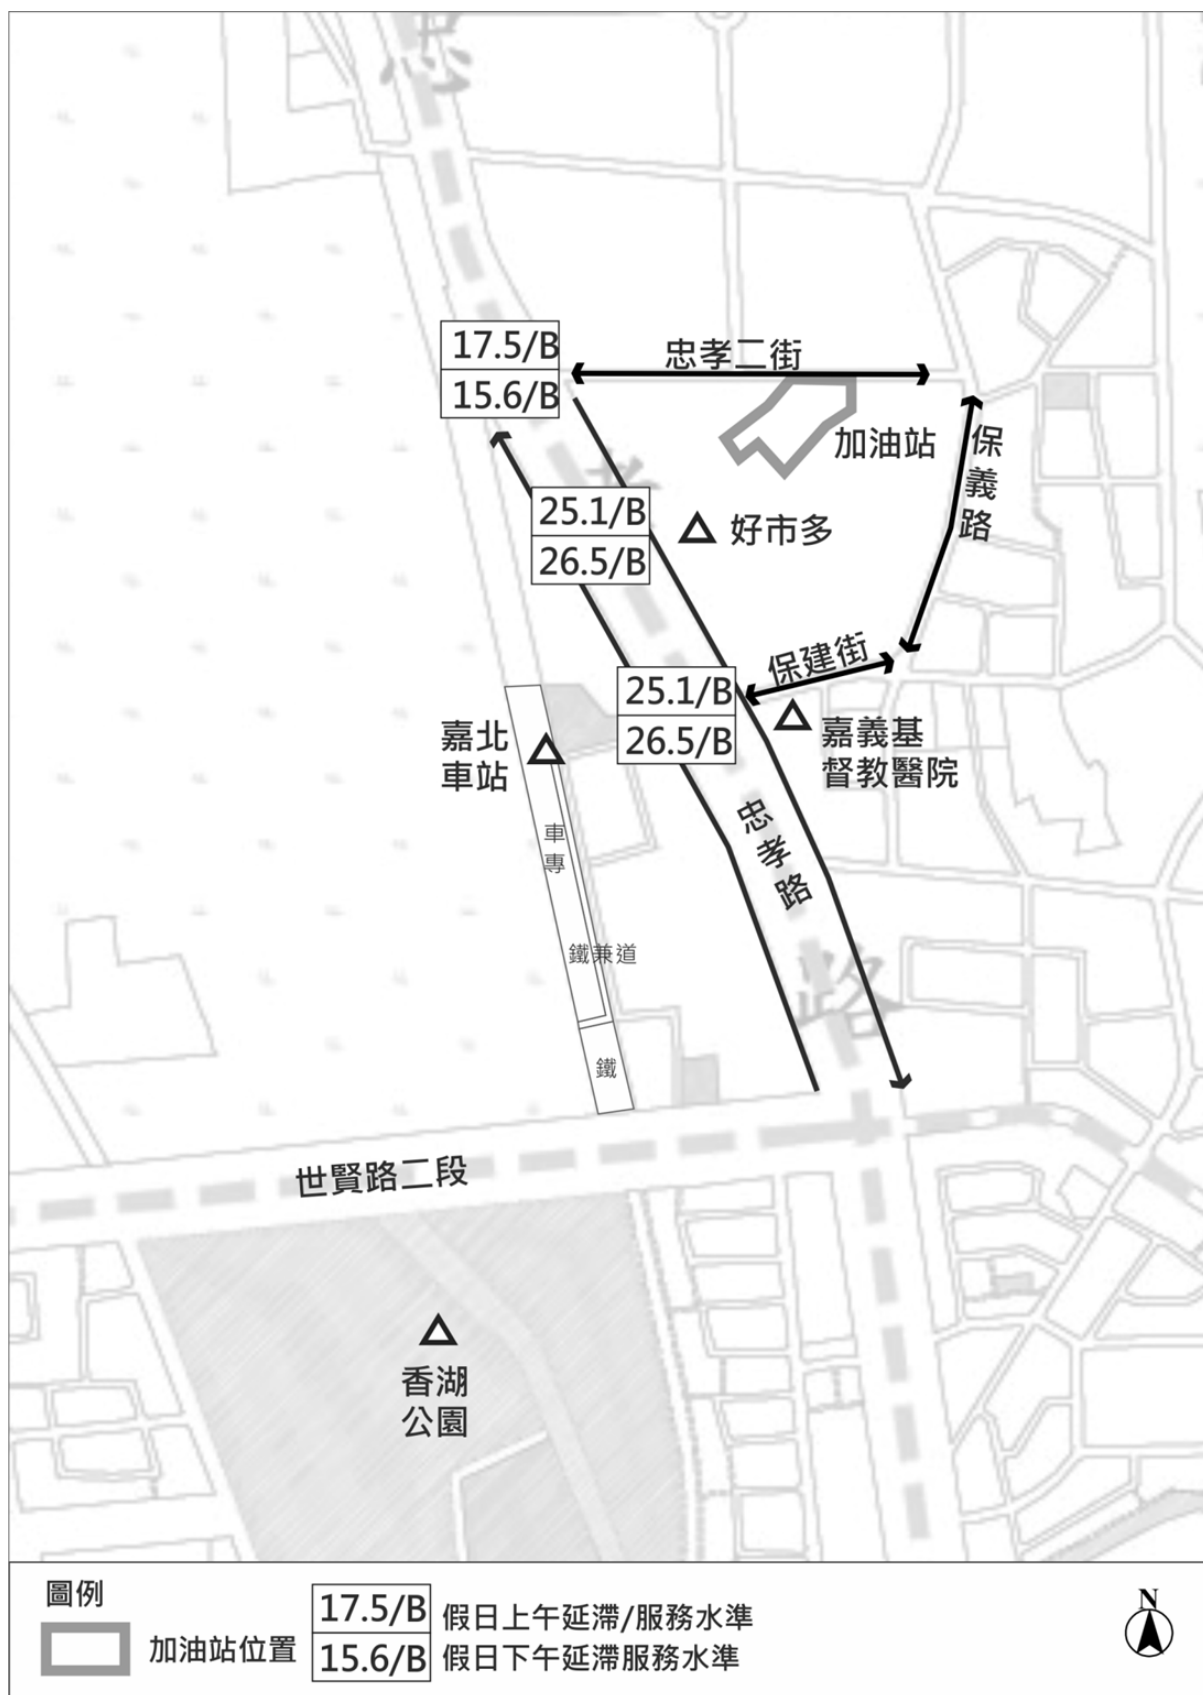 忠
17.5/B
15.6/B
忠孝二街
加油站
保義路
孝
25.1/B
26.5/B
好市多
保建街
25.1/B
26.5/B
嘉北
車站
嘉義基
督教醫院
車專
忠孝路
鐵兼道
路
鐵
世賢路二段
香湖
公園
圖例
加油站位置
17.5/B
15.6/B
假日上午延滯/服務水準
假日下午延滯服務水準
N